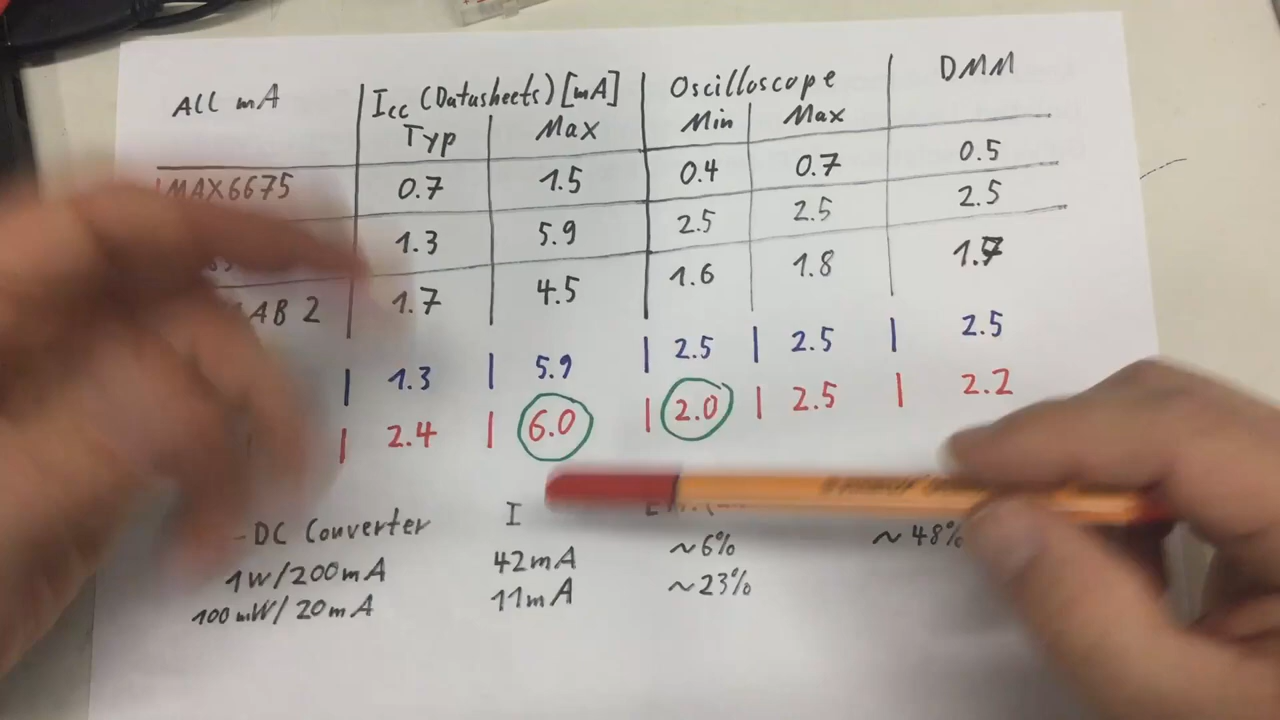 ALL mA Icc (Datasheets) [mA] Oscilloscope DMM
Typ Max Min Max
MAX6675 0.7 1.5 0.4 0.7 0.5
1.3 5.9 2.5 2.5 2.5
AB 2 1.7 4.5 1.6 1.8 1.7
1.3 5.9 2.5 2.5 2.5
2.4 6.0 2.0 2.5 2.2
-DC Converter I
1W/200mA 42mA ~6% ~48%
100mW/20mA 11mA ~23%